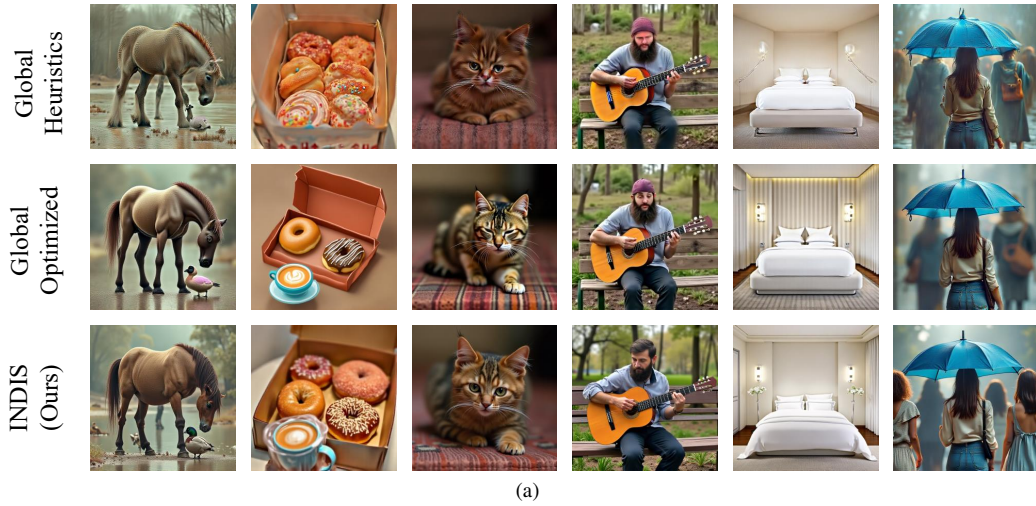 Global
Heuristics
Global
Optimized
INDIS
(Ours)
(a)